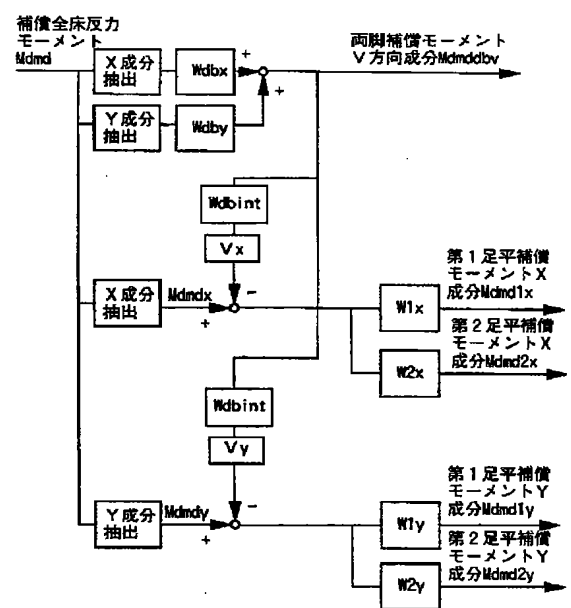 補償全床反力
モーメント
Mdmd
X成分
抽出
Wdbx
+
+
両脚補償モーメント
V方向成分Mdmddbv
Y成分
抽出
Wdby
Wdbint
Vx
X成分
抽出
Mdmdx
+
−
W1x
第1足平補償
モーメントX
成分Mdmd1x
W2x
第2足平補償
モーメントX
成分Mdmd2x
Wdbint
Vy
Y成分
抽出
Mdmdy
+
−
W1y
第1足平補償
モーメントY
成分Mdmd1y
W2y
第2足平補償
モーメントY
成分Mdmd2y